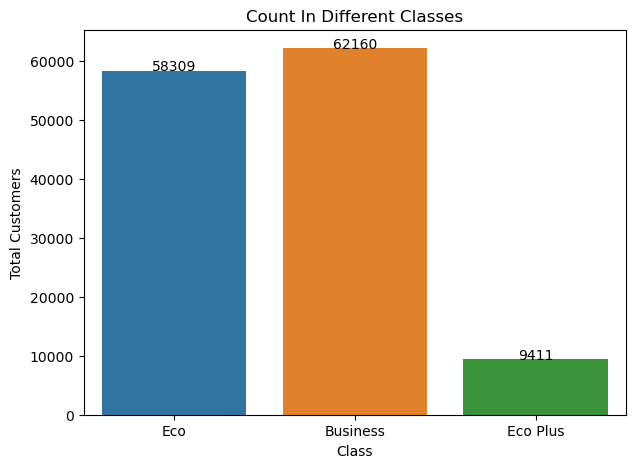 Count In Different Classes
Total Customers
60000
50000
40000
30000
20000
10000
0
58309
62160
9411
Eco
Business
Eco Plus
Class